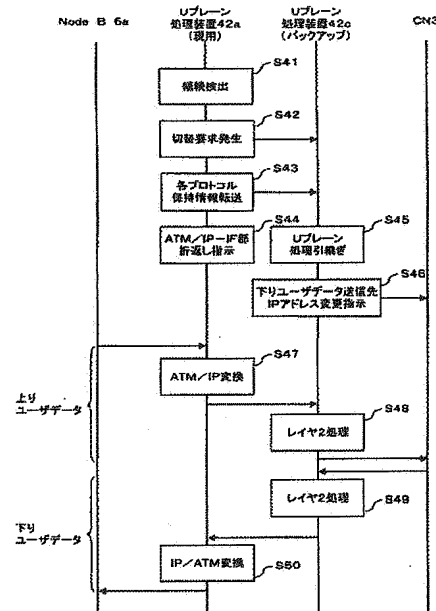 Node B 6a
Uプレーン
処理装置42a
(現用)
Uプレーン
処理装置42c
(バックアップ)
CN3
S41
輻輳検出
S42
切替要求発生
S43
各プロトコル
保持情報転送
S44
ATM/IP-IF部
折返し指示
S45
Uプレーン
処理引継ぎ
S46
下りユーザデータ送信先
IPアドレス変更指示
上り
ユーザデータ
S47
ATM/IP変換
S48
レイヤ2処理
S49
レイヤ2処理
下り
ユーザデータ
S50
IP/ATM変換